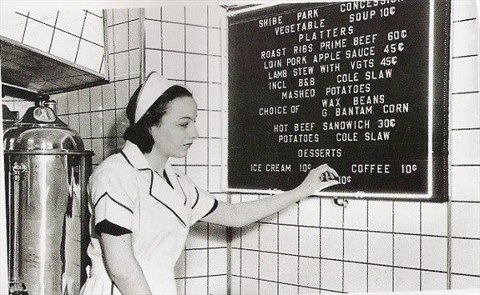 SHIBE PARK CONCESSION
VEGETABLE SOUP 10¢
PLATTERS
ROAST RIBS PRIME BEEF 60¢
LOIN PORK APPLE SAUCE 45¢
LAMB STEW WITH VGTS 45¢
INCL B&B COLE SLAW
MASHED POTATOES
CHOICE OF WAX BEANS
G BANTAM CORN
HOT BEEF SANDWICH 30¢
POTATOES COLE SLAW
DESSERTS
ICE CREAM 10¢ COFFEE 10¢
10¢